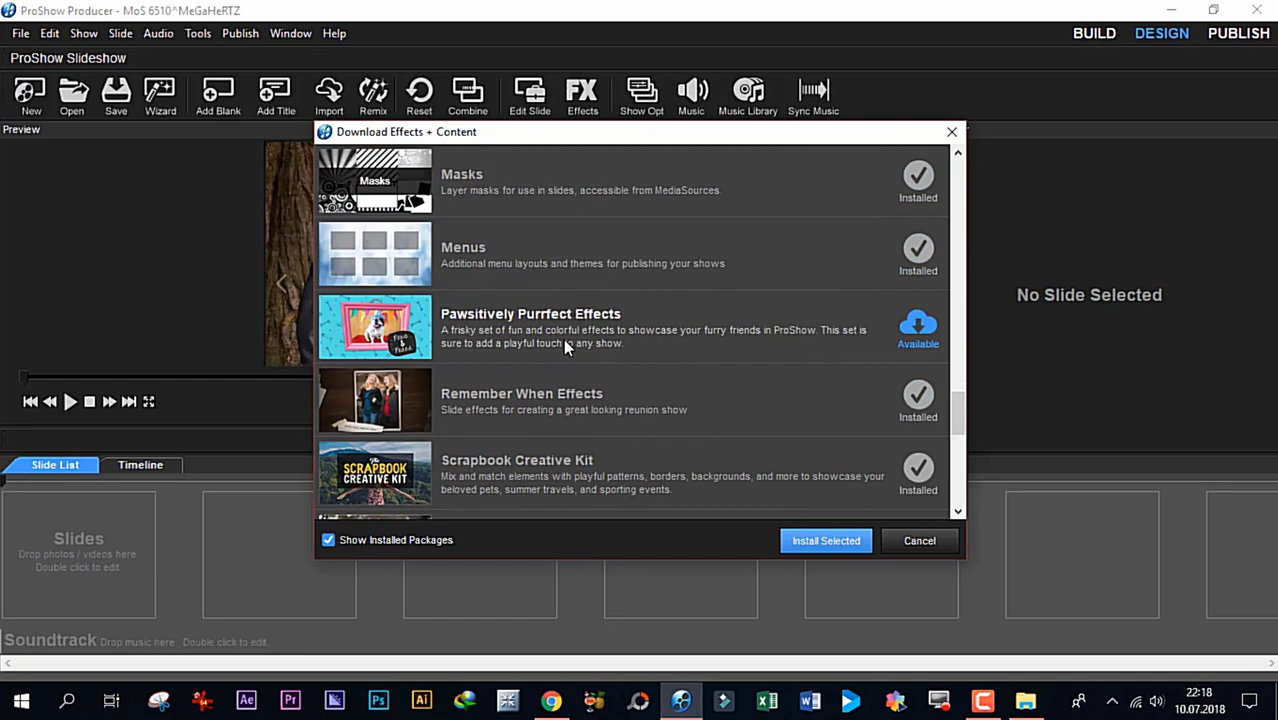 ProShow Producer - MoS 6510^MeGaHeRTZ
File Edit Show Slide Audio Tools Publish Window Help
BUILD DESIGN PUBLISH
ProShow Slideshow
New Open Save Wizard Add Blank Add Title Import Remix Reset Combine Edit Slide Effects Show Opt Music Music Library Sync Music
FX
Preview
Download Effects + Content
Masks
Masks
Layer masks for use in slides, accessible from MediaSources.
Installed
Menus
Additional menu layouts and themes for publishing your shows
Installed
Pawsitively Purrfect Effects
A frisky set of fun and colorful effects to showcase your furry friends in ProShow. This set is
sure to add a playful touch in any show.
Available
Remember When Effects
Slide effects for creating a great looking reunion show
Installed
THE
SCRAPBOOK
CREATIVE KIT
Scrapbook Creative Kit
Mix and match elements with playful patterns, borders, backgrounds, and more to showcase your
beloved pets, summer travels, and sporting events.
Installed
Show Installed Packages
Install Selected
Cancel
No Slide Selected
Slide List Timeline
Slides
Drop photos / videos here.
Double click to edit.
Soundtrack Drop music here. Double click to edit.
Ae Pr Ps Ai
22:18
10.07.2018